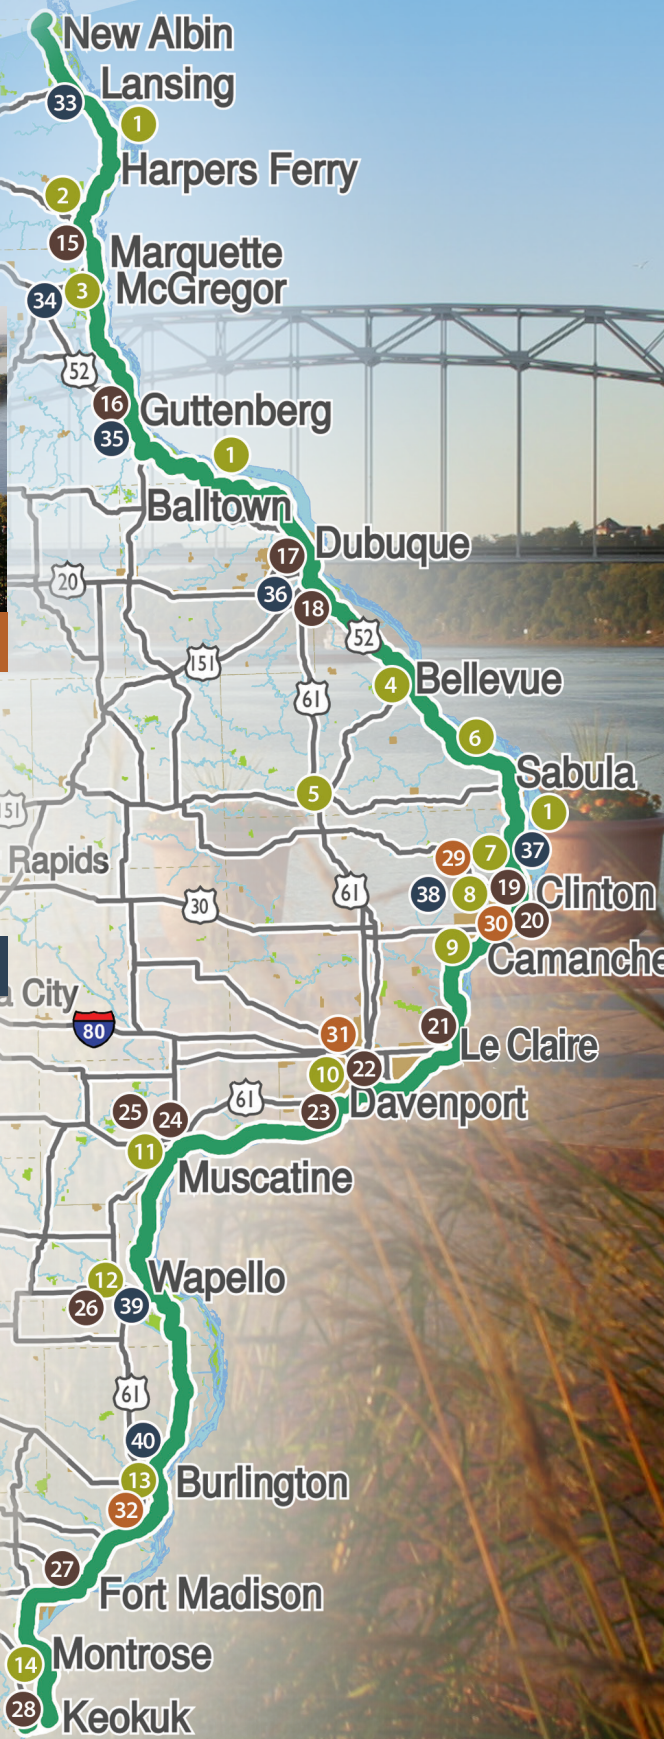 New Albin
Lansing
33
1
Harpers Ferry
2
15
Marquette
McGregor
34
3
52
16
Guttenberg
35
1
Balltown
Dubuque
17
20
36
18
52
151
61
4
Bellevue
6
Sabula
5
1
151
Rapids
29
7
37
61
38
8
19
Clinton
30
30
20
9
Camanche
a City
80
31
21
Le Claire
10
22
61
Davenport
25
24
23
11
Muscatine
12
Wapello
26
39
61
40
13
Burlington
32
27
Fort Madison
14
Montrose
28
Keokuk